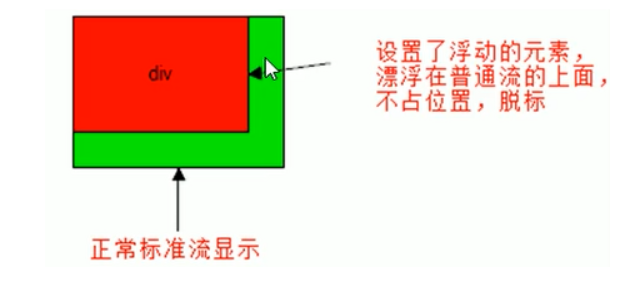 div
设置了浮动的元素，
漂浮在普通流的上面，
不占位置，脱标
正常标准流显示